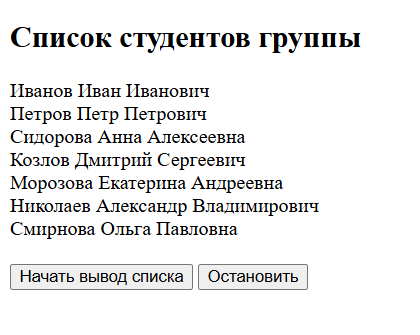 Список студентов группы
Иванов Иван Иванович
Петров Петр Петрович
Сидорова Анна Алексеевна
Козлов Дмитрий Сергеевич
Морозова Екатерина Андреевна
Николаев Александр Владимирович
Смирнова Ольга Павловна
Начать вывод списка Остановить